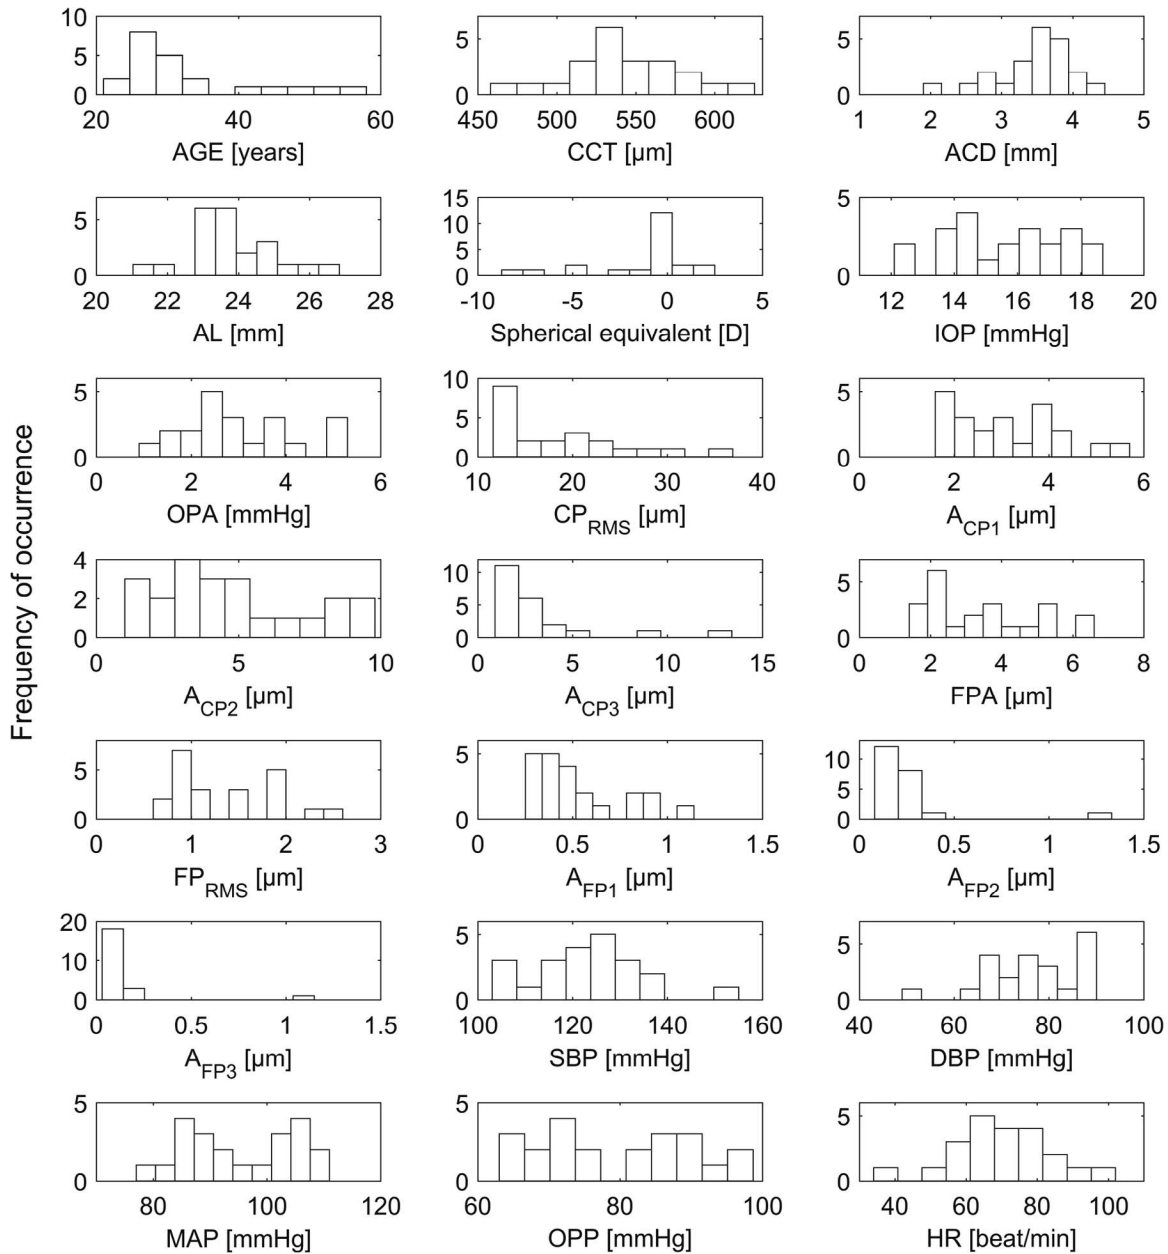 10
5
0
20 40 60
AGE [years]
5
0
450 500 550 600
CCT [µm]
5
0
1 2 3 4 5
ACD [mm]
5
0
20 22 24 26 28
AL [mm]
15
10
5
0
-10 -5 0 5
Spherical equivalent [D]
5
0
12 14 16 18 20
IOP [mmHg]
Frequency of occurrence
5
0
0 2 4 6
OPA [mmHg]
10
5
0
10 20 30 40
CP_RMS [µm]
5
0
0 2 4 6
A_CP1 [µm]
4
2
0
0 5 10
A_CP2 [µm]
10
5
0
0 5 10 15
A_CP3 [µm]
5
0
0 2 4 6 8
FPA [µm]
5
0
0 1 2 3
FP_RMS [µm]
5
0
0 0.5 1 1.5
A_FP1 [µm]
10
5
0
0 0.5 1 1.5
A_FP2 [µm]
20
10
0
0 0.5 1 1.5
A_FP3 [µm]
5
0
100 120 140 160
SBP [mmHg]
5
0
40 60 80 100
DBP [mmHg]
5
0
80 100 120
MAP [mmHg]
5
0
60 80 100
OPP [mmHg]
5
0
40 60 80 100
HR [beat/min]